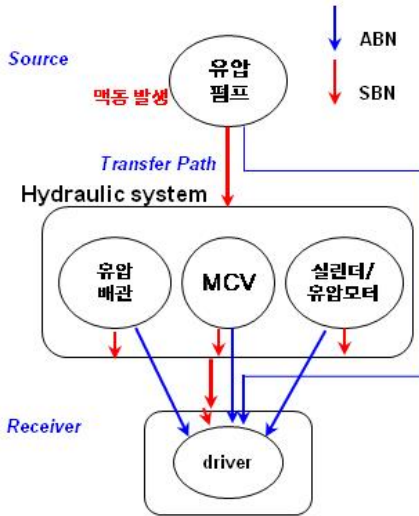 ABN
SBN
Source
유압
펌프
맥동 발생
Transfer Path
Hydraulic system
유압
배관
MCV
실린더/
유압모터
Receiver
driver